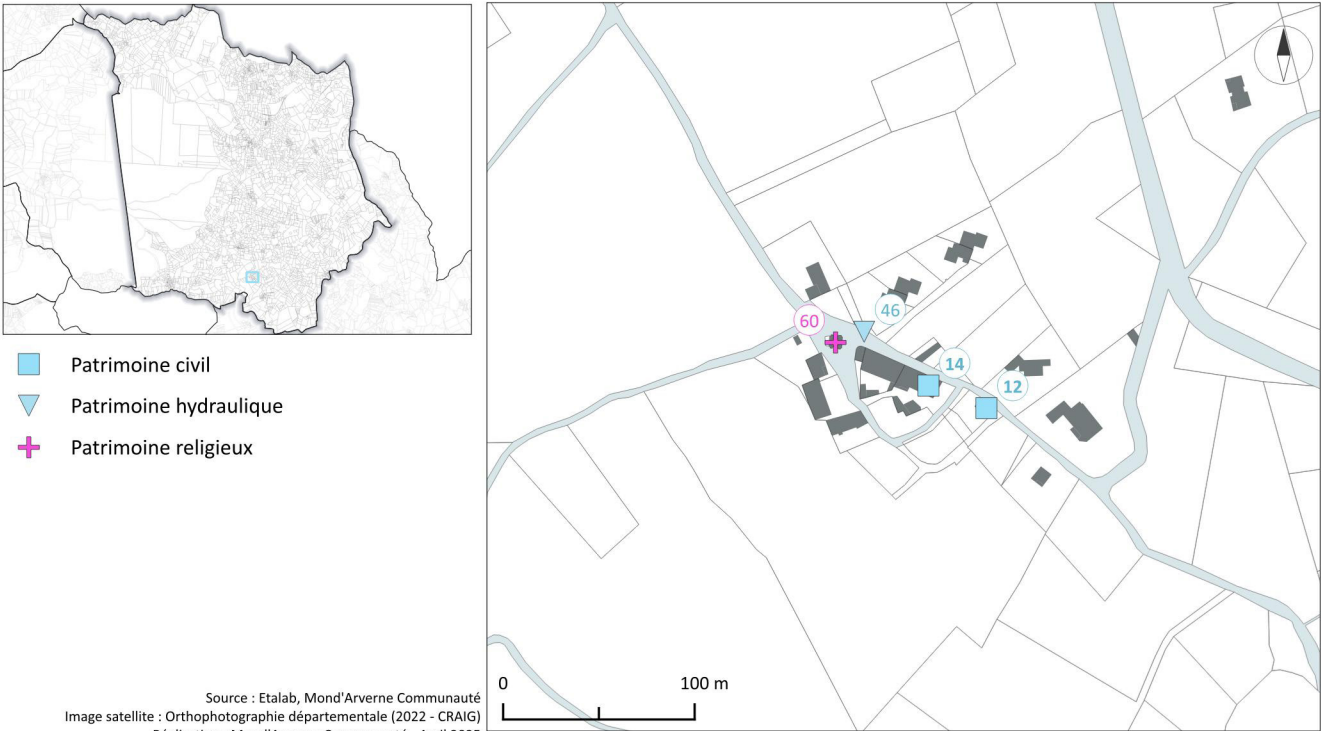 Patrimoine civil
Patrimoine hydraulique
Patrimoine religieux
Source : Etalab, Mond'Arverne Communauté
Image satellite : Orthophotographie départementale (2022 - CRAIG)
60
46
14
12
0 100 m